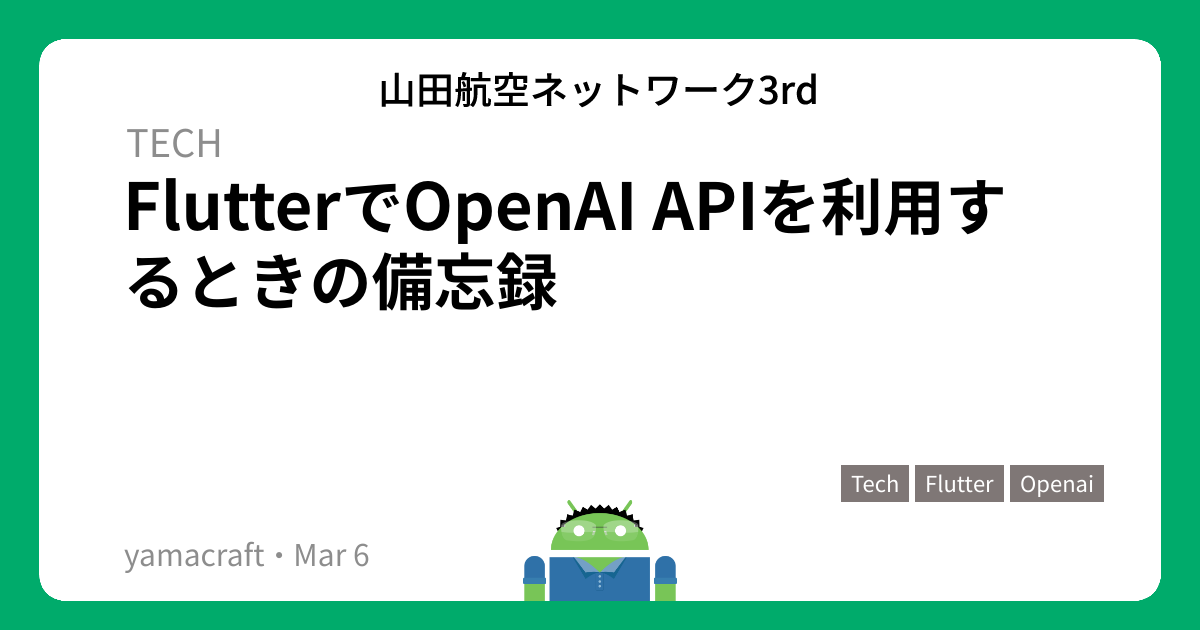 山田航空ネットワーク3rd
TECH
FlutterでOpenAI APIを利用す
るときの備忘録
Tech Flutter Openai
yamacraft・Mar 6